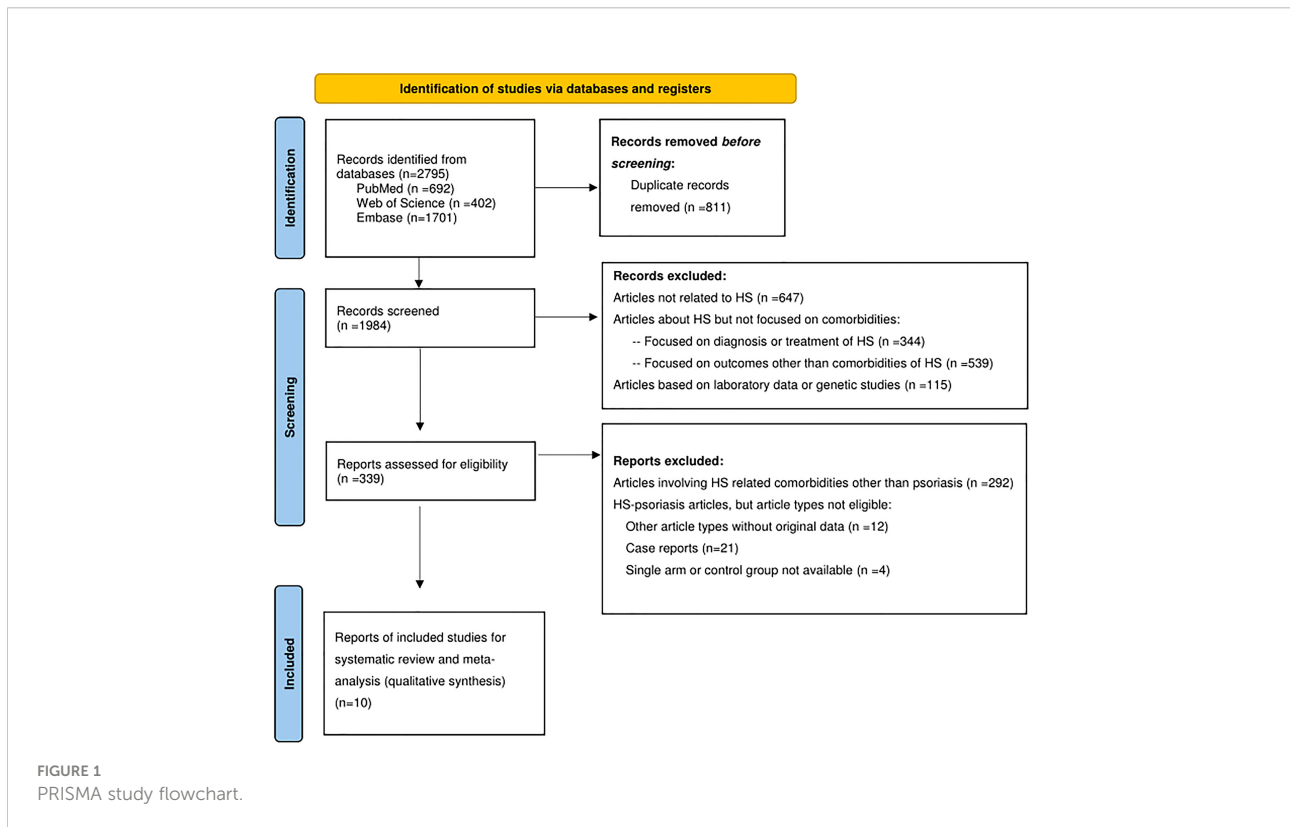 Identification of studies via databases and registers
Identification
Records identified from
databases (n=2795)
PubMed (n =692)
Web of Science (n =402)
Embase (n=1701)
Records removed before
screening:
Duplicate records
removed (n =811)
Screening
Records screened
(n =1984)
Records excluded:
Articles not related to HS (n =647)
Articles about HS but not focused on comorbidities:
-- Focused on diagnosis or treatment of HS (n =344)
-- Focused on outcomes other than comorbidities of HS (n =539)
Articles based on laboratory data or genetic studies (n =115)
Reports assessed for eligibility
(n =339)
Reports excluded:
Articles involving HS related comorbidities other than psoriasis (n =292)
HS-psoriasis articles, but article types not eligible:
Other article types without original data (n =12)
Case reports (n=21)
Single arm or control group not available (n =4)
Included
Reports of included studies for
systematic review and meta-
analysis (qualitative synthesis)
(n=10)
FIGURE 1
PRISMA study flowchart.